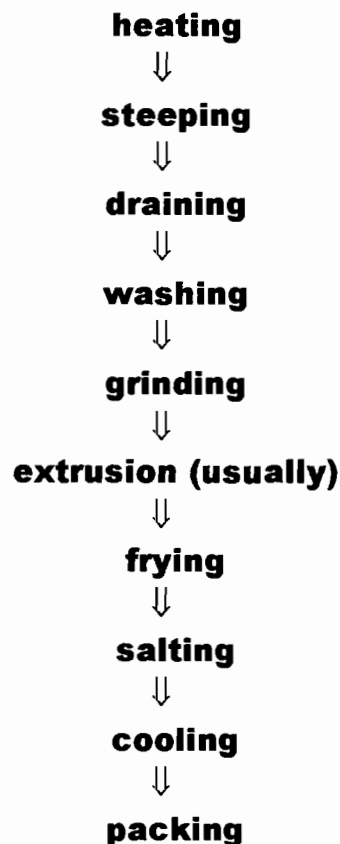 heating
⇓
steeping
⇓
draining
⇓
washing
⇓
grinding
⇓
extrusion (usually)
⇓
frying
⇓
salting
⇓
cooling
⇓
packing